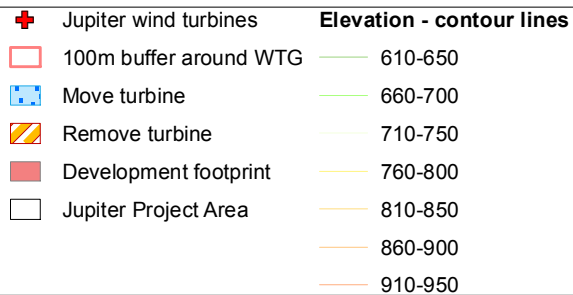 Jupiter wind turbines
100m buffer around WTG
Move turbine
Remove turbine
Development footprint
Jupiter Project Area
Elevation - contour lines
610-650
660-700
710-750
760-800
810-850
860-900
910-950